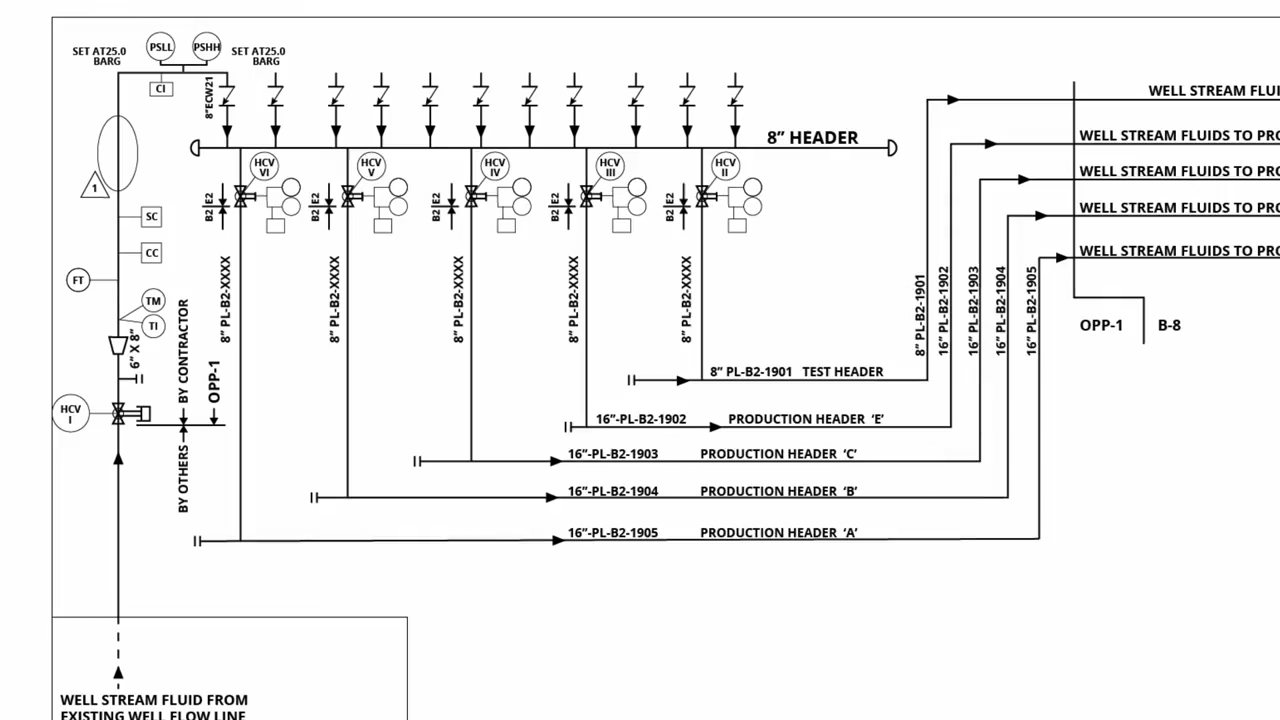 SET AT25.0
BARG
PSLL
PSHH
SET AT25.0
BARG
CI
8”ECW21
8” HEADER
HCV
VI
HCV
V
HCV
IV
HCV
III
HCV
II
B2 E2
B2 E2
B2 E2
B2 E2
B2 E2
1
SC
CC
FT
TM
TI
6” X 8”
HCV
I
BY CONTRACTOR
BY OTHERS
OPP-1
8” PL-B2-XXXX
8” PL-B2-XXXX
8” PL-B2-XXXX
8” PL-B2-XXXX
8” PL-B2-XXXX
8” PL-B2-1901
16” PL-B2-1902
16” PL-B2-1903
16” PL-B2-1904
16” PL-B2-1905
WELL STREAM FLUI
WELL STREAM FLUIDS TO PRO
WELL STREAM FLUIDS TO PRO
WELL STREAM FLUIDS TO PRO
WELL STREAM FLUIDS TO PRO
OPP-1
B-8
8” PL-B2-1901 TEST HEADER
16”-PL-B2-1902 PRODUCTION HEADER ‘E’
16”-PL-B2-1903 PRODUCTION HEADER ‘C’
16”-PL-B2-1904 PRODUCTION HEADER ‘B’
16”-PL-B2-1905 PRODUCTION HEADER ‘A’
WELL STREAM FLUID FROM
EXISTING WELL FLOW LINE